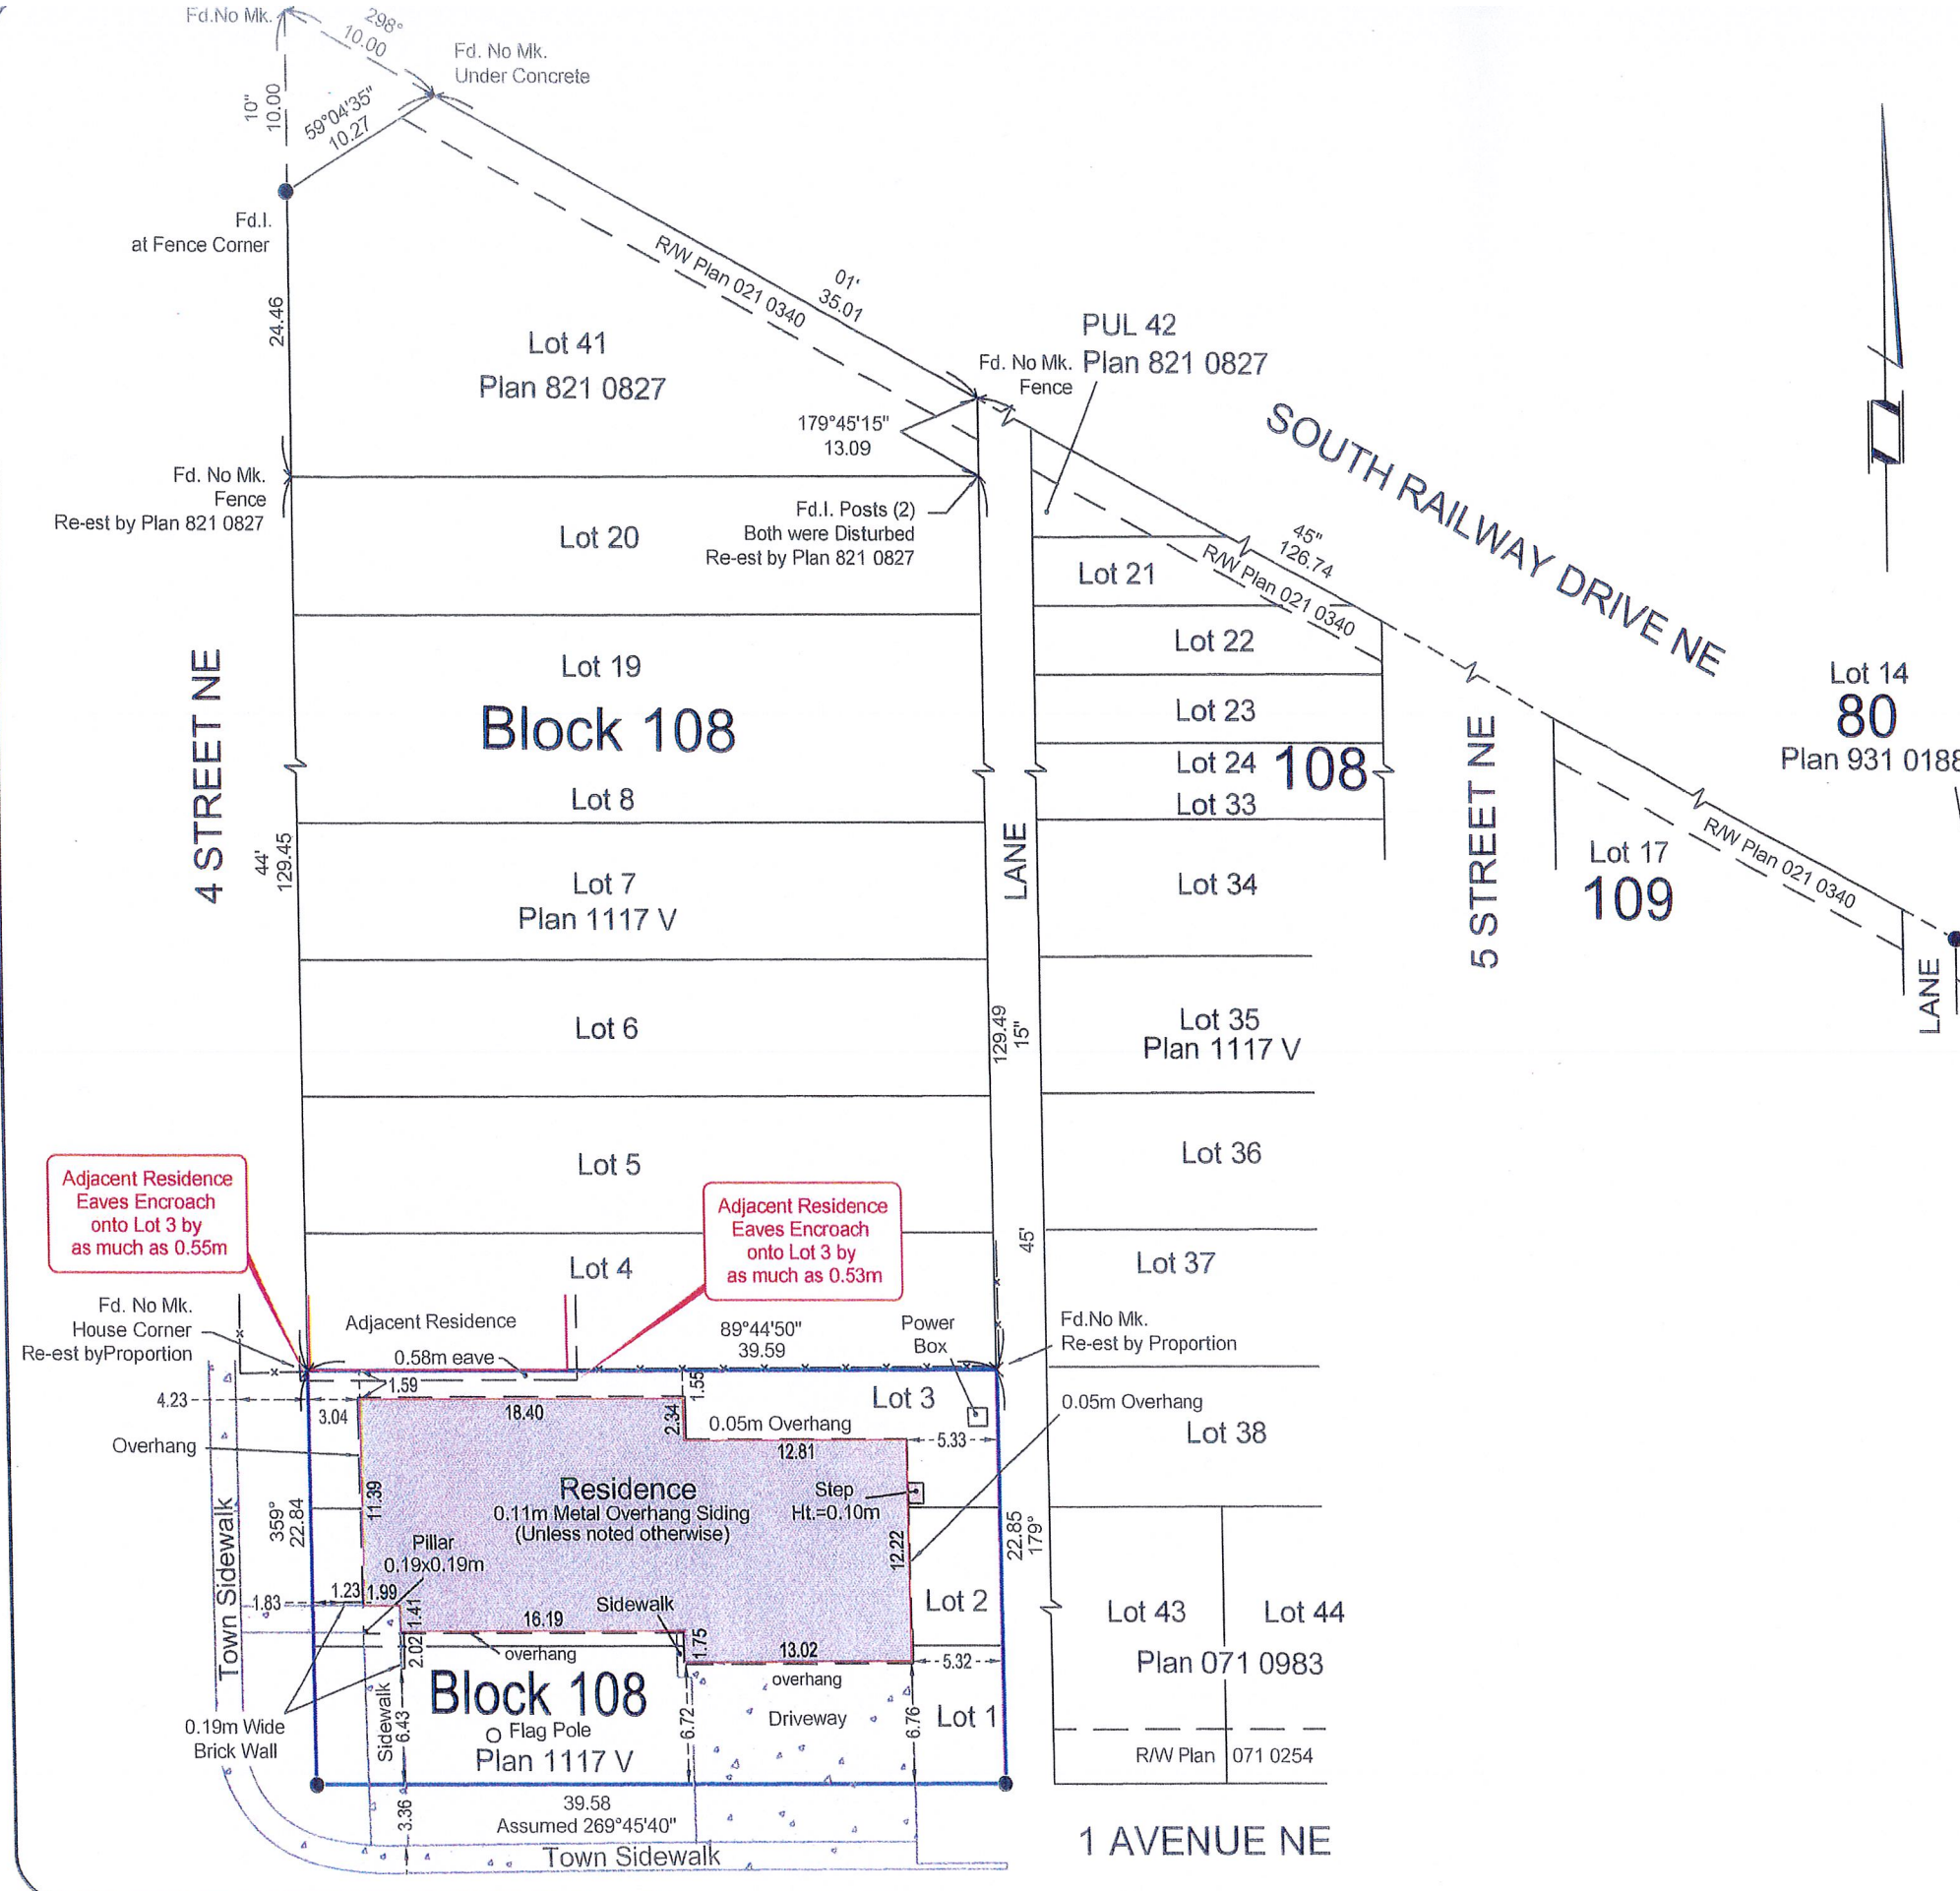 Fd.No Mk.
298°
10.00
Fd. No Mk.
Under Concrete
10"
10.00
59°04'35"
10.27
Fd.I.
at Fence Corner
24.46
R/W Plan 021 0340
01'
35.01
Lot 41
Plan 821 0827
PUL 42
Plan 821 0827
Fd. No Mk.
Fence
179°45'15"
13.09
SOUTH RAILWAY DRIVE NE
Fd. No Mk.
Fence
Re-est by Plan 821 0827
Fd.I. Posts (2)
Both were Disturbed
Re-est by Plan 821 0827
Lot 20
45"
126.74
R/W Plan 021 0340
Lot 21
Lot 22
Lot 19
Block 108
4 STREET NE
Lot 23
Lot 24
108
Lot 33
5 STREET NE
Lot 14
80
Plan 931 0188
Lot 8
44'
129.45
LANE
R/W Plan 021 0340
Lot 17
109
Lot 7
Plan 1117 V
Lot 34
LANE
Lot 6
129.49
15"
Lot 35
Plan 1117 V
Lot 5
Lot 36
Adjacent Residence
Eaves Encroach
onto Lot 3 by
as much as 0.55m
Adjacent Residence
Eaves Encroach
onto Lot 3 by
as much as 0.53m
45'
Lot 4
Lot 37
Fd. No Mk.
House Corner
Re-est byProportion
Adjacent Residence
0.58m eave
89°44'50"
39.59
Power
Box
Fd.No Mk.
Re-est by Proportion
4.23
3.04
1.59
1.55
Lot 3
0.05m Overhang
18.40
2.34
0.05m Overhang
12.81
5.33
Lot 38
Overhang
11.39
Residence
0.11m Metal Overhang Siding
(Unless noted otherwise)
Step
Ht.=0.10m
359°
22.84
12.22
22.85
179°
Pillar
0.19x0.19m
Town Sidewalk
1.83
1.23
1.99
1.41
16.19
Sidewalk
Lot 2
Lot 43
Lot 44
Plan 071 0983
2.02
overhang
1.75
13.02
overhang
5.32
Block 108
Flag Pole
Plan 1117 V
Sidewalk
6.43
6.72
Driveway
6.76
Lot 1
0.19m Wide
Brick Wall
R/W Plan 071 0254
3.36
39.58
Assumed 269°45'40"
Town Sidewalk
1 AVENUE NE